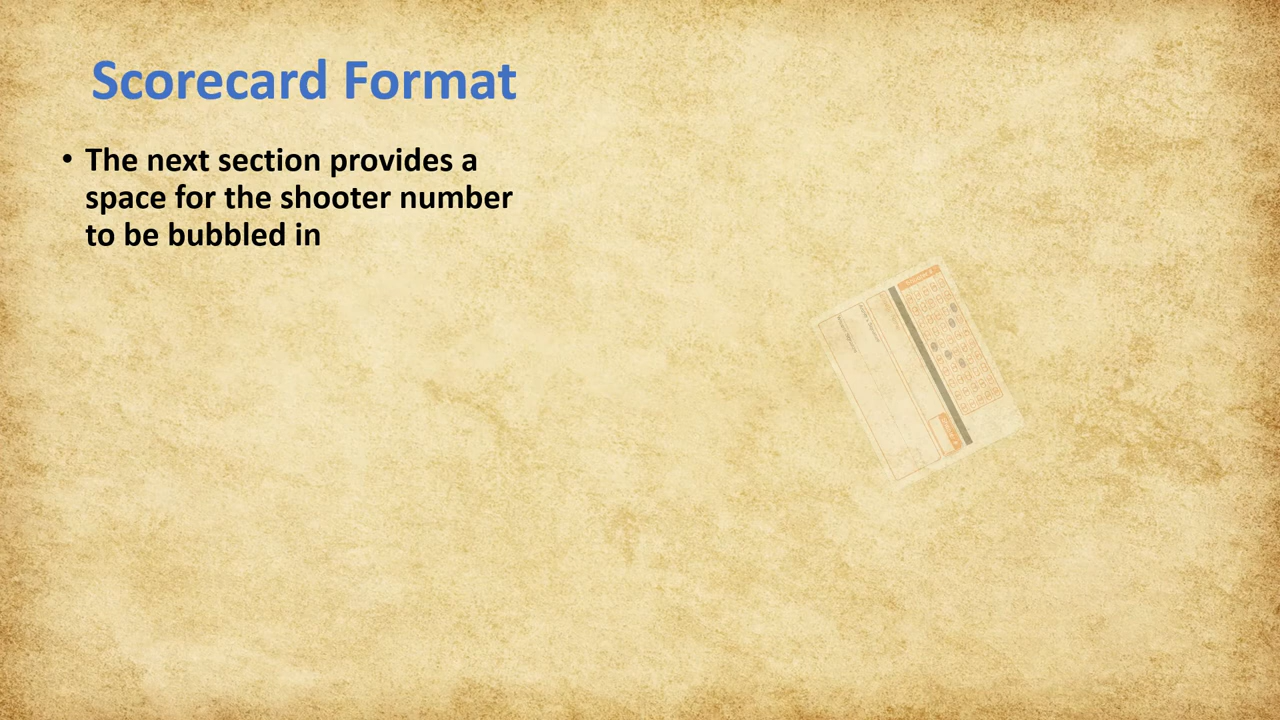 Scorecard Format
• The next section provides a
space for the shooter number
to be bubbled in